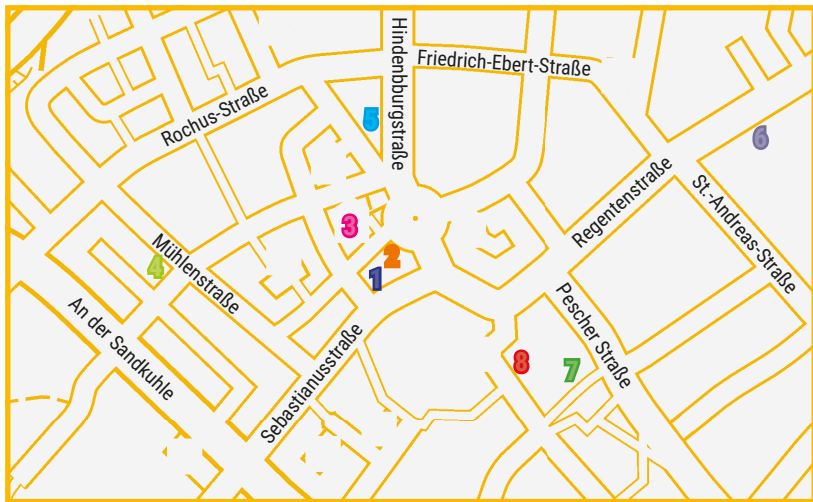 Hindenbburgstraße
Friedrich-Ebert-Straße
Rochus-Straße
5
6
Regentenstraße
St.-Andreas-Straße
3
Mühlenstraße
4
2
1
An der Sandkuhle
Pescher Straße
Sebastianusstraße
8
7